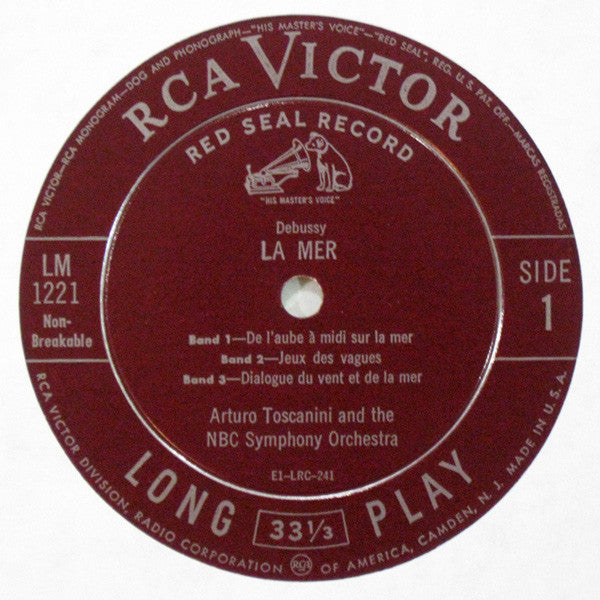 RCA VICTOR—RCA MONOGRAM—DOG AND PHONOGRAPH—"HIS MASTER'S VOICE"—"RED SEAL", REG. U.S. PAT. OFF.—MARCAS REGISTRADAS
RCA VICTOR
RED SEAL RECORD
"HIS MASTER'S VOICE"
Debussy
LA MER
LM
1221
Non-
Breakable
SIDE
1
Band 1—De l'aube à midi sur la mer
Band 2—Jeux des vagues
Band 3—Dialogue du vent et de la mer
Arturo Toscanini and the
NBC Symphony Orchestra
E1-LRC-241
LONG 33 1/3 PLAY
RCA VICTOR DIVISION, RADIO CORPORATION RCA OF AMERICA, CAMDEN, N. J. MADE IN U.S.A.